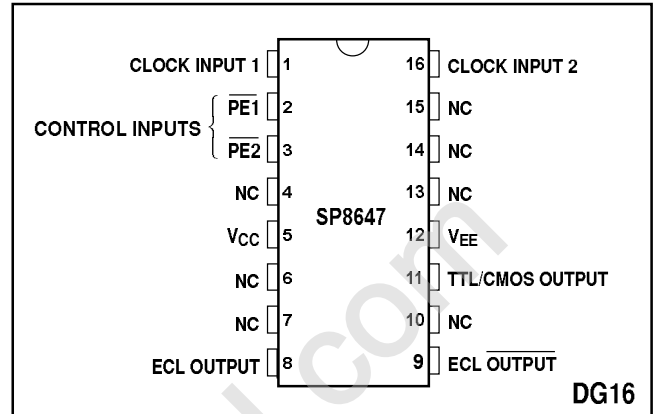 CLOCK INPUT 1 1 16 CLOCK INPUT 2
PE1 2 15 NC
CONTROL INPUTS
PE2 3 14 NC
NC 4 13 NC
SP8647
VCC 5 12 VEE
NC 6 11 TTL/CMOS OUTPUT
NC 7 10 NC
ECL OUTPUT 8 9 ECL OUTPUT
DG16
com